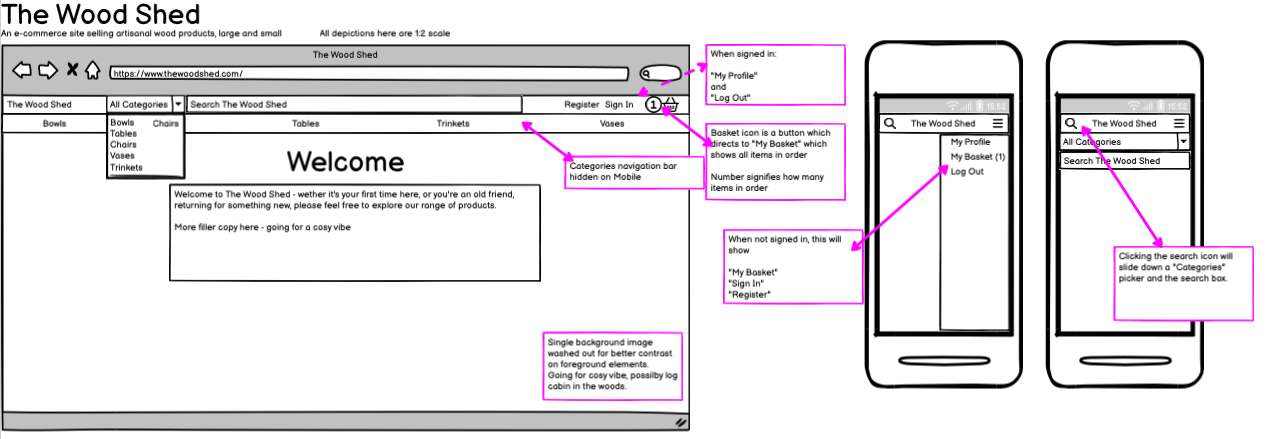 The Wood Shed
An e-commerce site selling artisanal wood products, large and small
All depictions here are 1:2 scale
The Wood Shed
https://www.thewoodshed.com/
The Wood Shed
All Categories
Search The Wood Shed
Register Sign In
1
Bowls
Chairs
Tables
Trinkets
Vases
Bowls
Tables
Chairs
Vases
Trinkets
Welcome
Welcome to The Wood Shed - wether it's your first time here, or you're an old friend,
returning for something new, please feel free to explore our range of products.
More filler copy here - going for a cosy vibe
Single background image
washed out for better contrast
on foreground elements.
Going for cosy vibe, possilby log
cabin in the woods.
Categories navigation bar
hidden on Mobile
When signed in:
"My Profile"
and
"Log Out"
Basket icon is a button which
directs to "My Basket" which
shows all items in order
Number signifies how many
items in order
When not signed in, this will
show
"My Basket"
"Sign In"
"Register"
15:52
The Wood Shed
My Profile
My Basket (1)
Log Out
15:52
The Wood Shed
All Categories
Search The Wood Shed
Clicking the search icon will
slide down a "Categories"
picker and the search box.